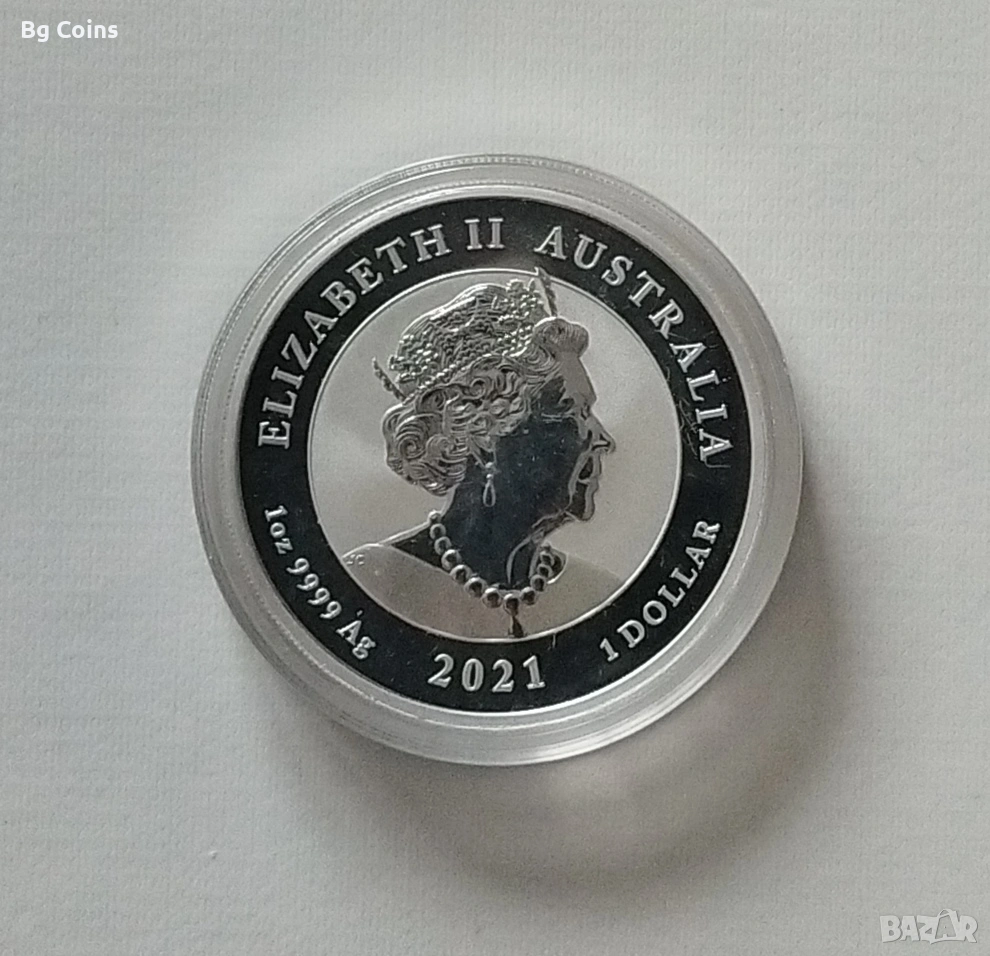 Bg Coins
ELIZABETH II AUSTRALIA
1oz 9999 Ag 2021 1 DOLLAR
JC
BAZAR